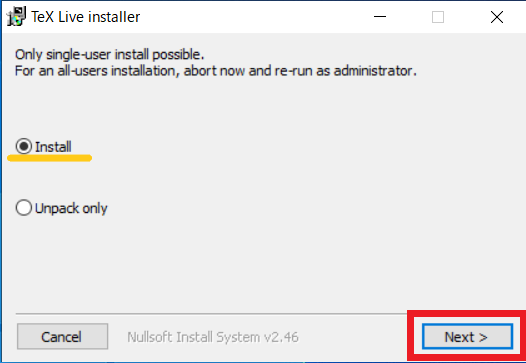 TeX Live installer
Only single-user install possible.
For an all-users installation, abort now and re-run as administrator.
Install
Unpack only
Cancel
Nullsoft Install System v2.46
Next >